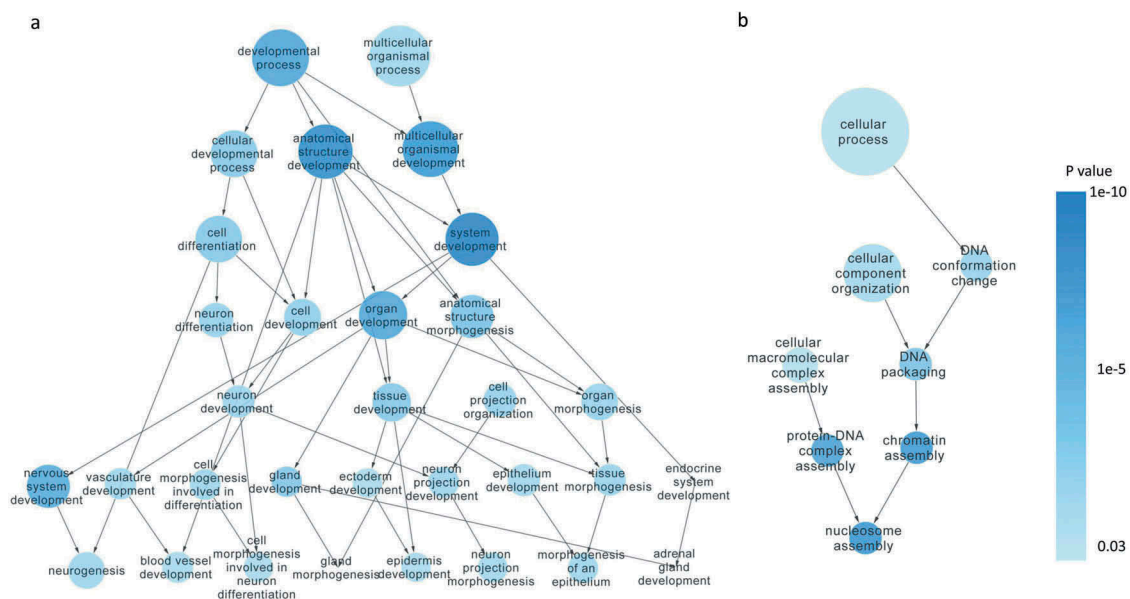 a
b
developmental
process
multicellular
organismal
process
cellular
developmental
process
anatomical
structure
development
multicellular
organismal
development
cell
differentiation
system
development
neuron
differentiation
cell
development
organ
development
anatomical
structure
morphogenesis
neuron
development
tissue
development
cell
projection
organization
organ
morphogenesis
nervous
system
development
vasculature
development
cell
morphogenesis
involved in
differentiation
gland
development
ectoderm
development
neuron
projection
development
epithelium
development
tissue
morphogenesis
endocrine
system
development
neurogenesis
blood vessel
development
cell
morphogenesis
involved in
neuron
differentiation
gland
morphogenesis
epidermis
development
neuron
projection
morphogenesis
morphogenesis
of an
epithelium
adrenal
gland
development
cellular
process
DNA
conformation
change
cellular
component
organization
cellular
macromolecular
complex
assembly
DNA
packaging
protein-DNA
complex
assembly
chromatin
assembly
nucleosome
assembly
P value
1e-10
1e-5
0.03